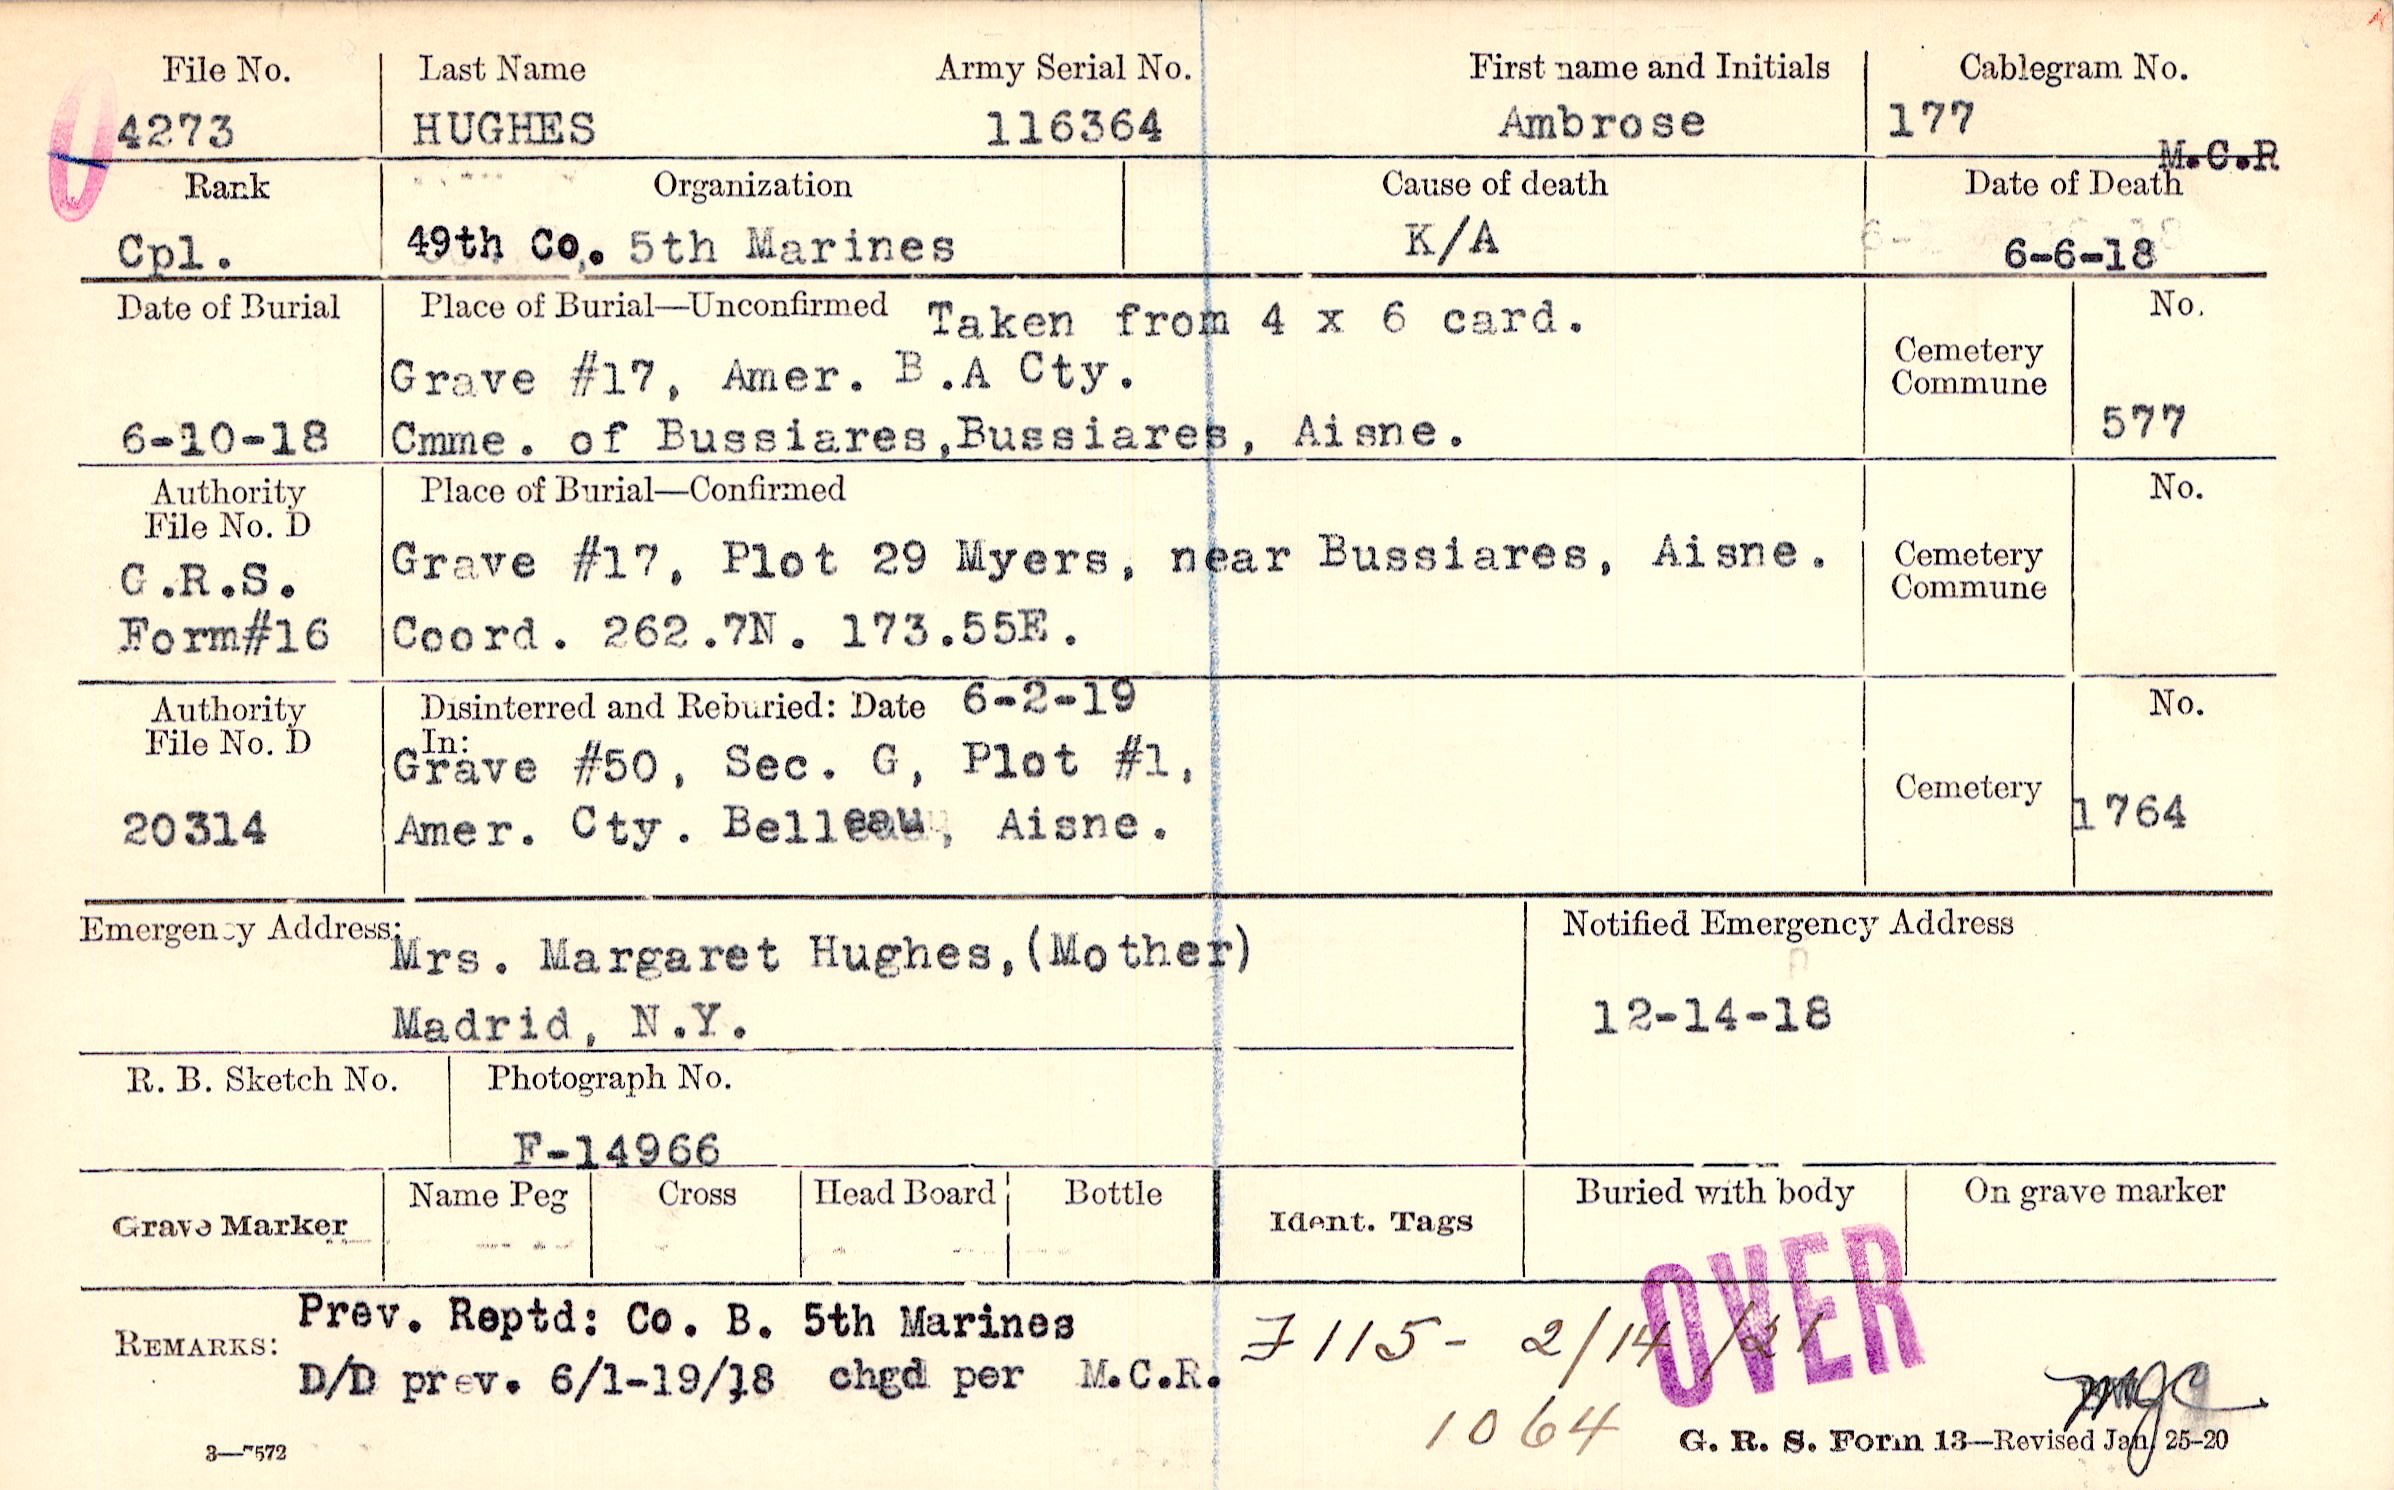 File No. Last Name Army Serial No. First name and Initials Cablegram No.
4273 HUGHES 116364 Ambrose 177
M.C.R
Rank Organization Cause of death Date of Death
Cpl. 49th Co. 5th Marines K/A 6-6-18
Date of Burial Place of Burial—Unconfirmed Taken from 4 x 6 card. No.
Grave #17, Amer. B.A Cty. Cemetery
Commune
6-10-18 Cmme. of Bussiares,Bussiares, Aisne. 577
Authority Place of Burial—Confirmed No.
File No. D
G.R.S. Grave #17, Plot 29 Myers, near Bussiares, Aisne. Cemetery
Commune
Form#16 Coord. 262.7N. 173.55E.
Authority Disinterred and Reburied: Date 6-2-19 No.
File No. D In:
Grave #50, Sec. G, Plot #1, Cemetery
20314 Amer. Cty. Belleau, Aisne. 1764
Emergency Address: Notified Emergency Address
Mrs. Margaret Hughes,(Mother)
Madrid, N.Y. 12-14-18
R. B. Sketch No. Photograph No.
F-14966
Grave Marker Name Peg Cross Head Board Bottle Ident. Tags Buried with body On grave marker
OVER
REMARKS: Prev. Reptd: Co. B. 5th Marines
D/D prev. 6/1-19/18 chgd per M.C.R.
115- 2/14/21
1064
3—7572 G. R. S. Form 13—Revised Jan. 25-20